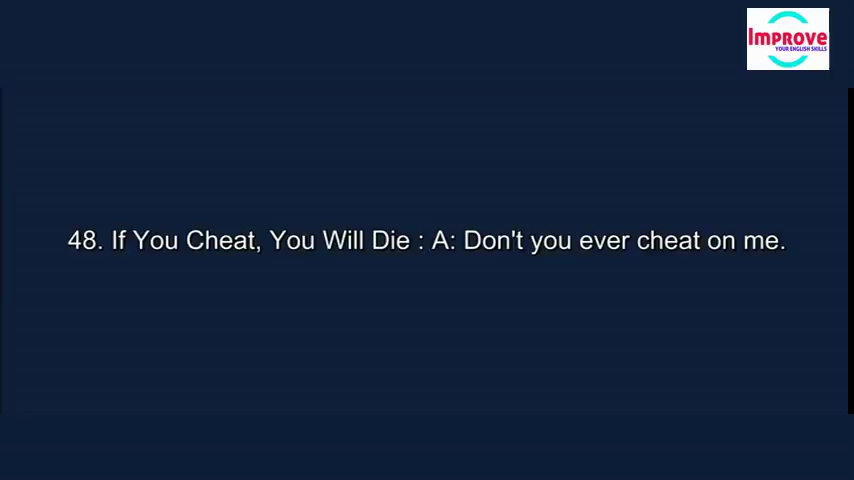 Improve
YOUR ENGLISH SKILLS
48. If You Cheat, You Will Die : A: Don't you ever cheat on me.